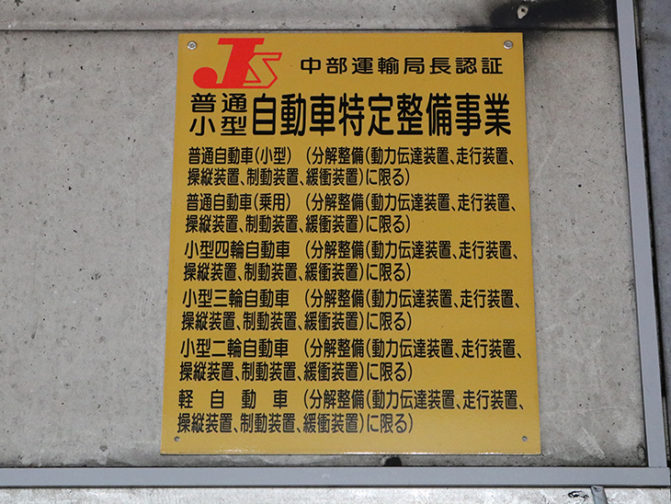 JS 中部運輸局長認証
普通
小型 自動車特定整備事業
普通自動車(小型) (分解整備(動力伝達装置、走行装置、
操縦装置、制動装置、緩衝装置)に限る)
普通自動車(乗用) (分解整備(動力伝達装置、走行装置、
操縦装置、制動装置、緩衝装置)に限る)
小型四輪自動車 (分解整備(動力伝達装置、走行装置、
操縦装置、制動装置、緩衝装置)に限る)
小型三輪自動車 (分解整備(動力伝達装置、走行装置、
操縦装置、制動装置、緩衝装置)に限る)
小型二輪自動車 (分解整備(動力伝達装置、走行装置、
操縦装置、制動装置、緩衝装置)に限る)
軽自動車 (分解整備(動力伝達装置、走行装置、
操縦装置、制動装置、緩衝装置)に限る)